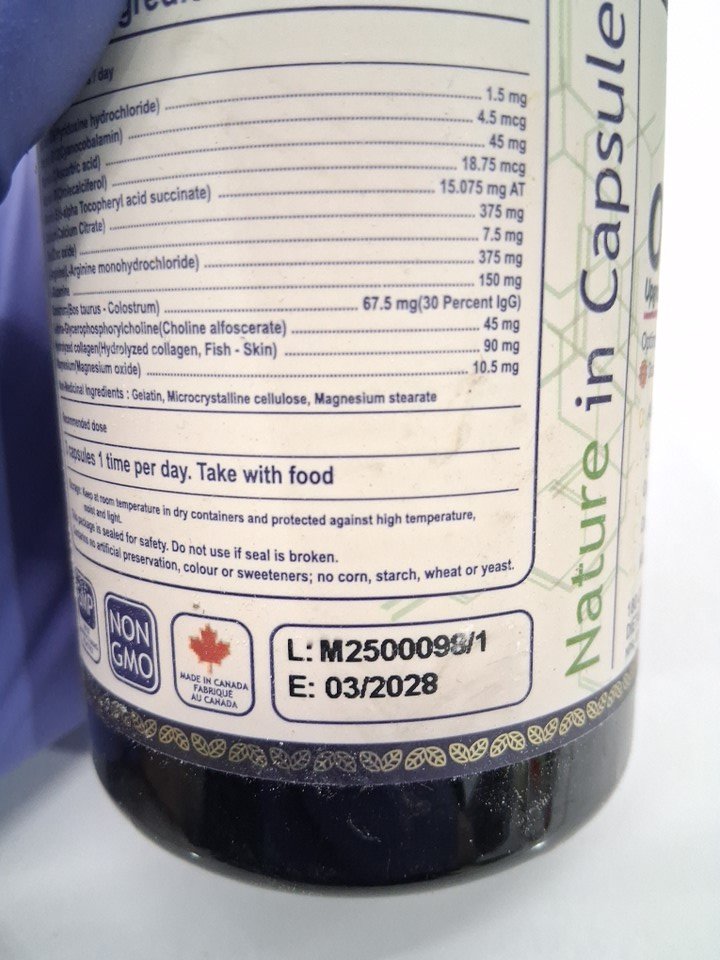 / day
hydrochloride) 1.5 mg
(Cyanocobalamin) 4.5 mcg
acid) 45 mg
18.75 mcg
Tocopheryl acid succinate) 15.075 mg AT
Calcium Citrate) 375 mg
oxide) 7.5 mg
(L-Arginine monohydrochloride) 375 mg
150 mg
(Bos taurus - Colostrum) 67.5 mg(30 Percent IgG)
Glycerophosphorylcholine(Choline alfoscerate) 45 mg
collagen(Hydrolyzed collagen, Fish - Skin) 90 mg
(Magnesium oxide) 10.5 mg
Ingredients : Gelatin, Microcrystalline cellulose, Magnesium stearate
dose
capsules 1 time per day. Take with food
Keep at room temperature in dry containers and protected against high temperature,
moist and light.
package is sealed for safety. Do not use if seal is broken.
no artificial preservation, colour or sweeteners; no corn, starch, wheat or yeast.
NON
GMO
MADE IN CANADA
FABRIQUÉ
AU CANADA
L: M2500098/1
E: 03/2028
Nature in Capsule